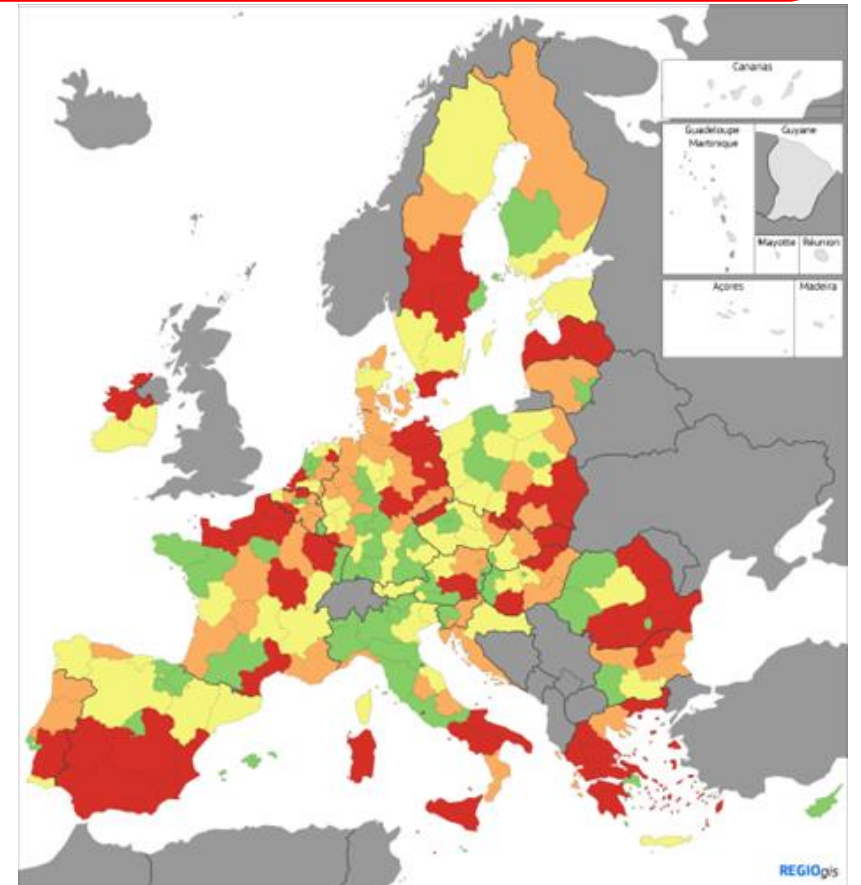 Canarias
Guadeloupe
Martinique
Guyane
Mayotte
Réunion
Açores
Madeira
REGIOgis